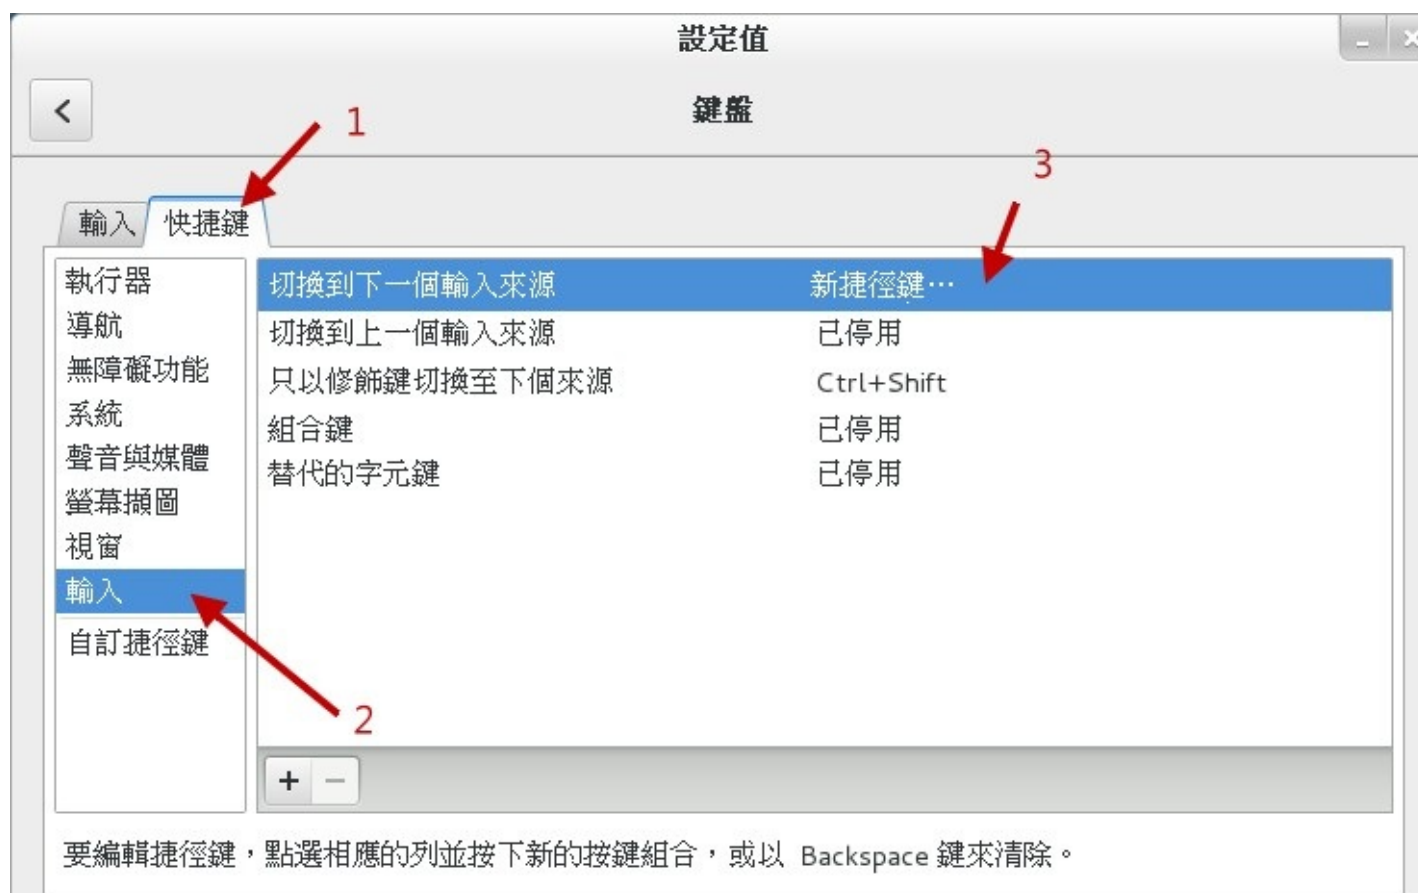 設定值
鍵盤
1
3
輸入 快捷鍵
執行器
導航
無障礙功能
系統
聲音與媒體
螢幕擷圖
視窗
輸入
自訂捷徑鍵
切換到下一個輸入來源 新捷徑鍵…
切換到上一個輸入來源 已停用
只以修飾鍵切換至下個來源 Ctrl+Shift
組合鍵 已停用
替代的字元鍵 已停用
2
要編輯捷徑鍵，點選相應的列並按下新的按鍵組合，或以 Backspace 鍵來清除。